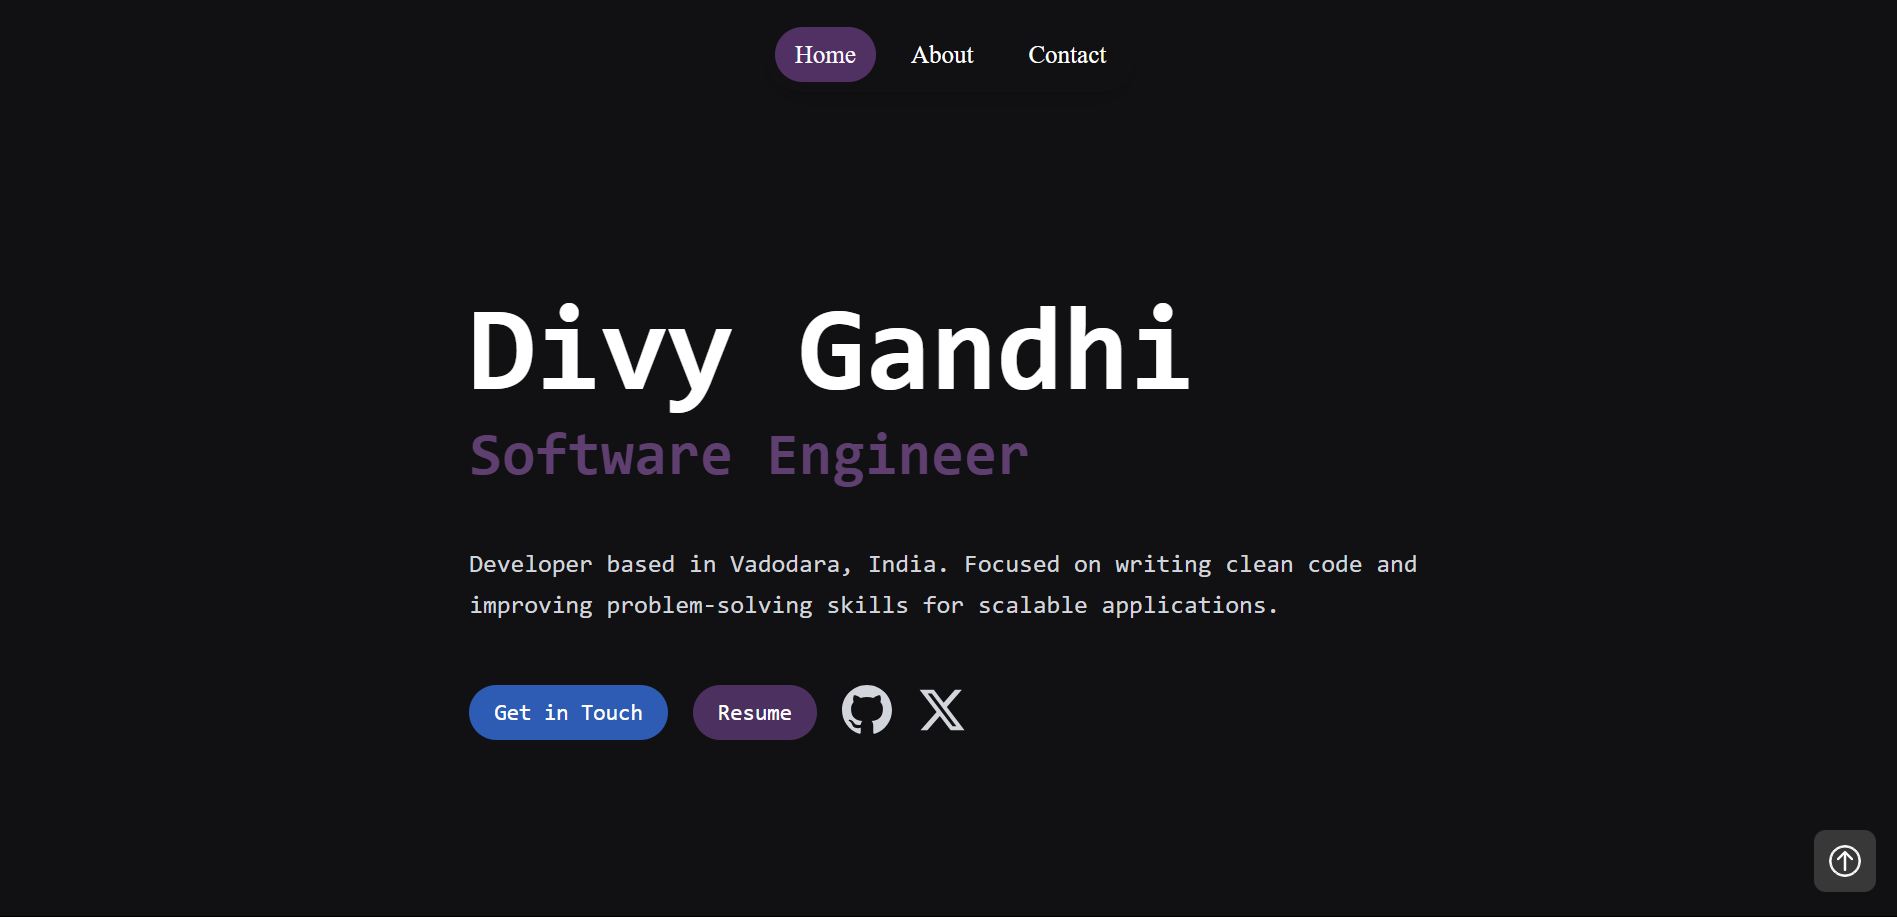 Home About Contact
Divy Gandhi
Software Engineer
Developer based in Vadodara, India. Focused on writing clean code and
improving problem-solving skills for scalable applications.
Get in Touch Resume